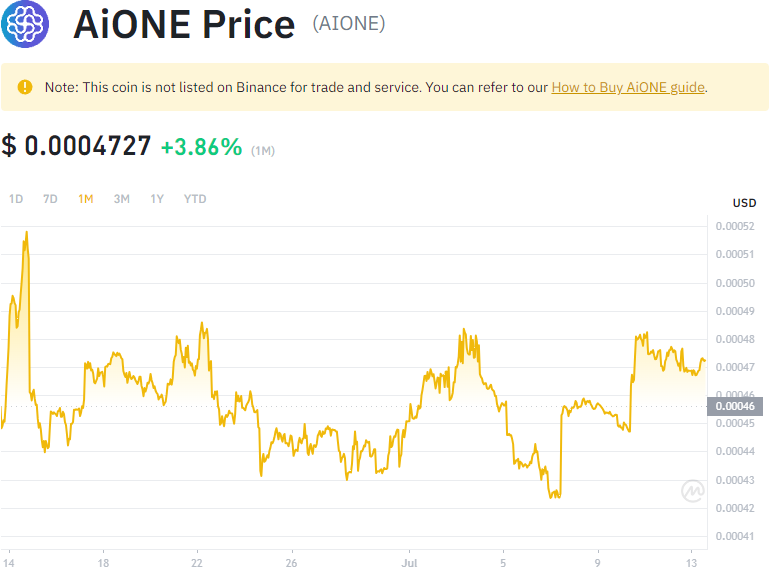 AiONE Price (AIONE)
Note: This coin is not listed on Binance for trade and service. You can refer to our How to Buy AiONE guide.
$ 0.0004727 +3.86% (1M)
1D 7D 1M 3M 1Y YTD
USD
0.00052
0.00051
0.00050
0.00049
0.00048
0.00047
0.00046
0.00046
0.00045
0.00044
0.00043
0.00042
0.00041
14 18 22 26 Jul 5 9 13